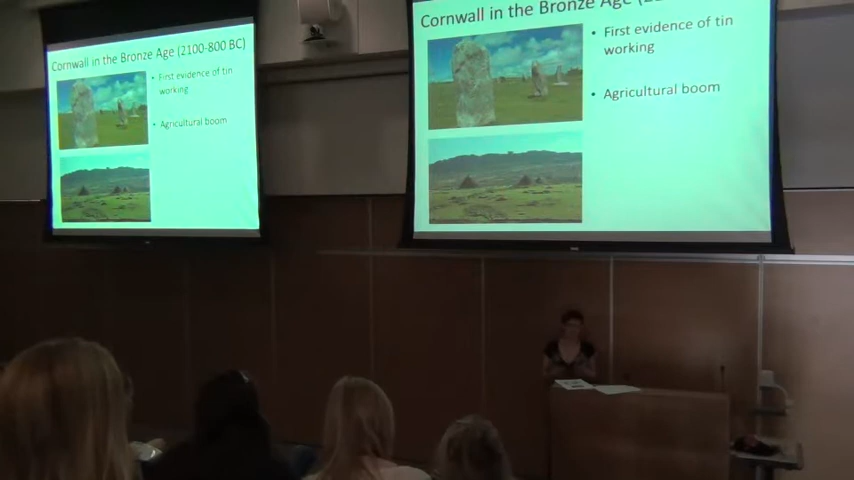 Cornwall in the Bronze Age (2100-800 BC)
• First evidence of tin
working
• Agricultural boom
Cornwall in the Bronze Age
• First evidence of tin
working
• Agricultural boom